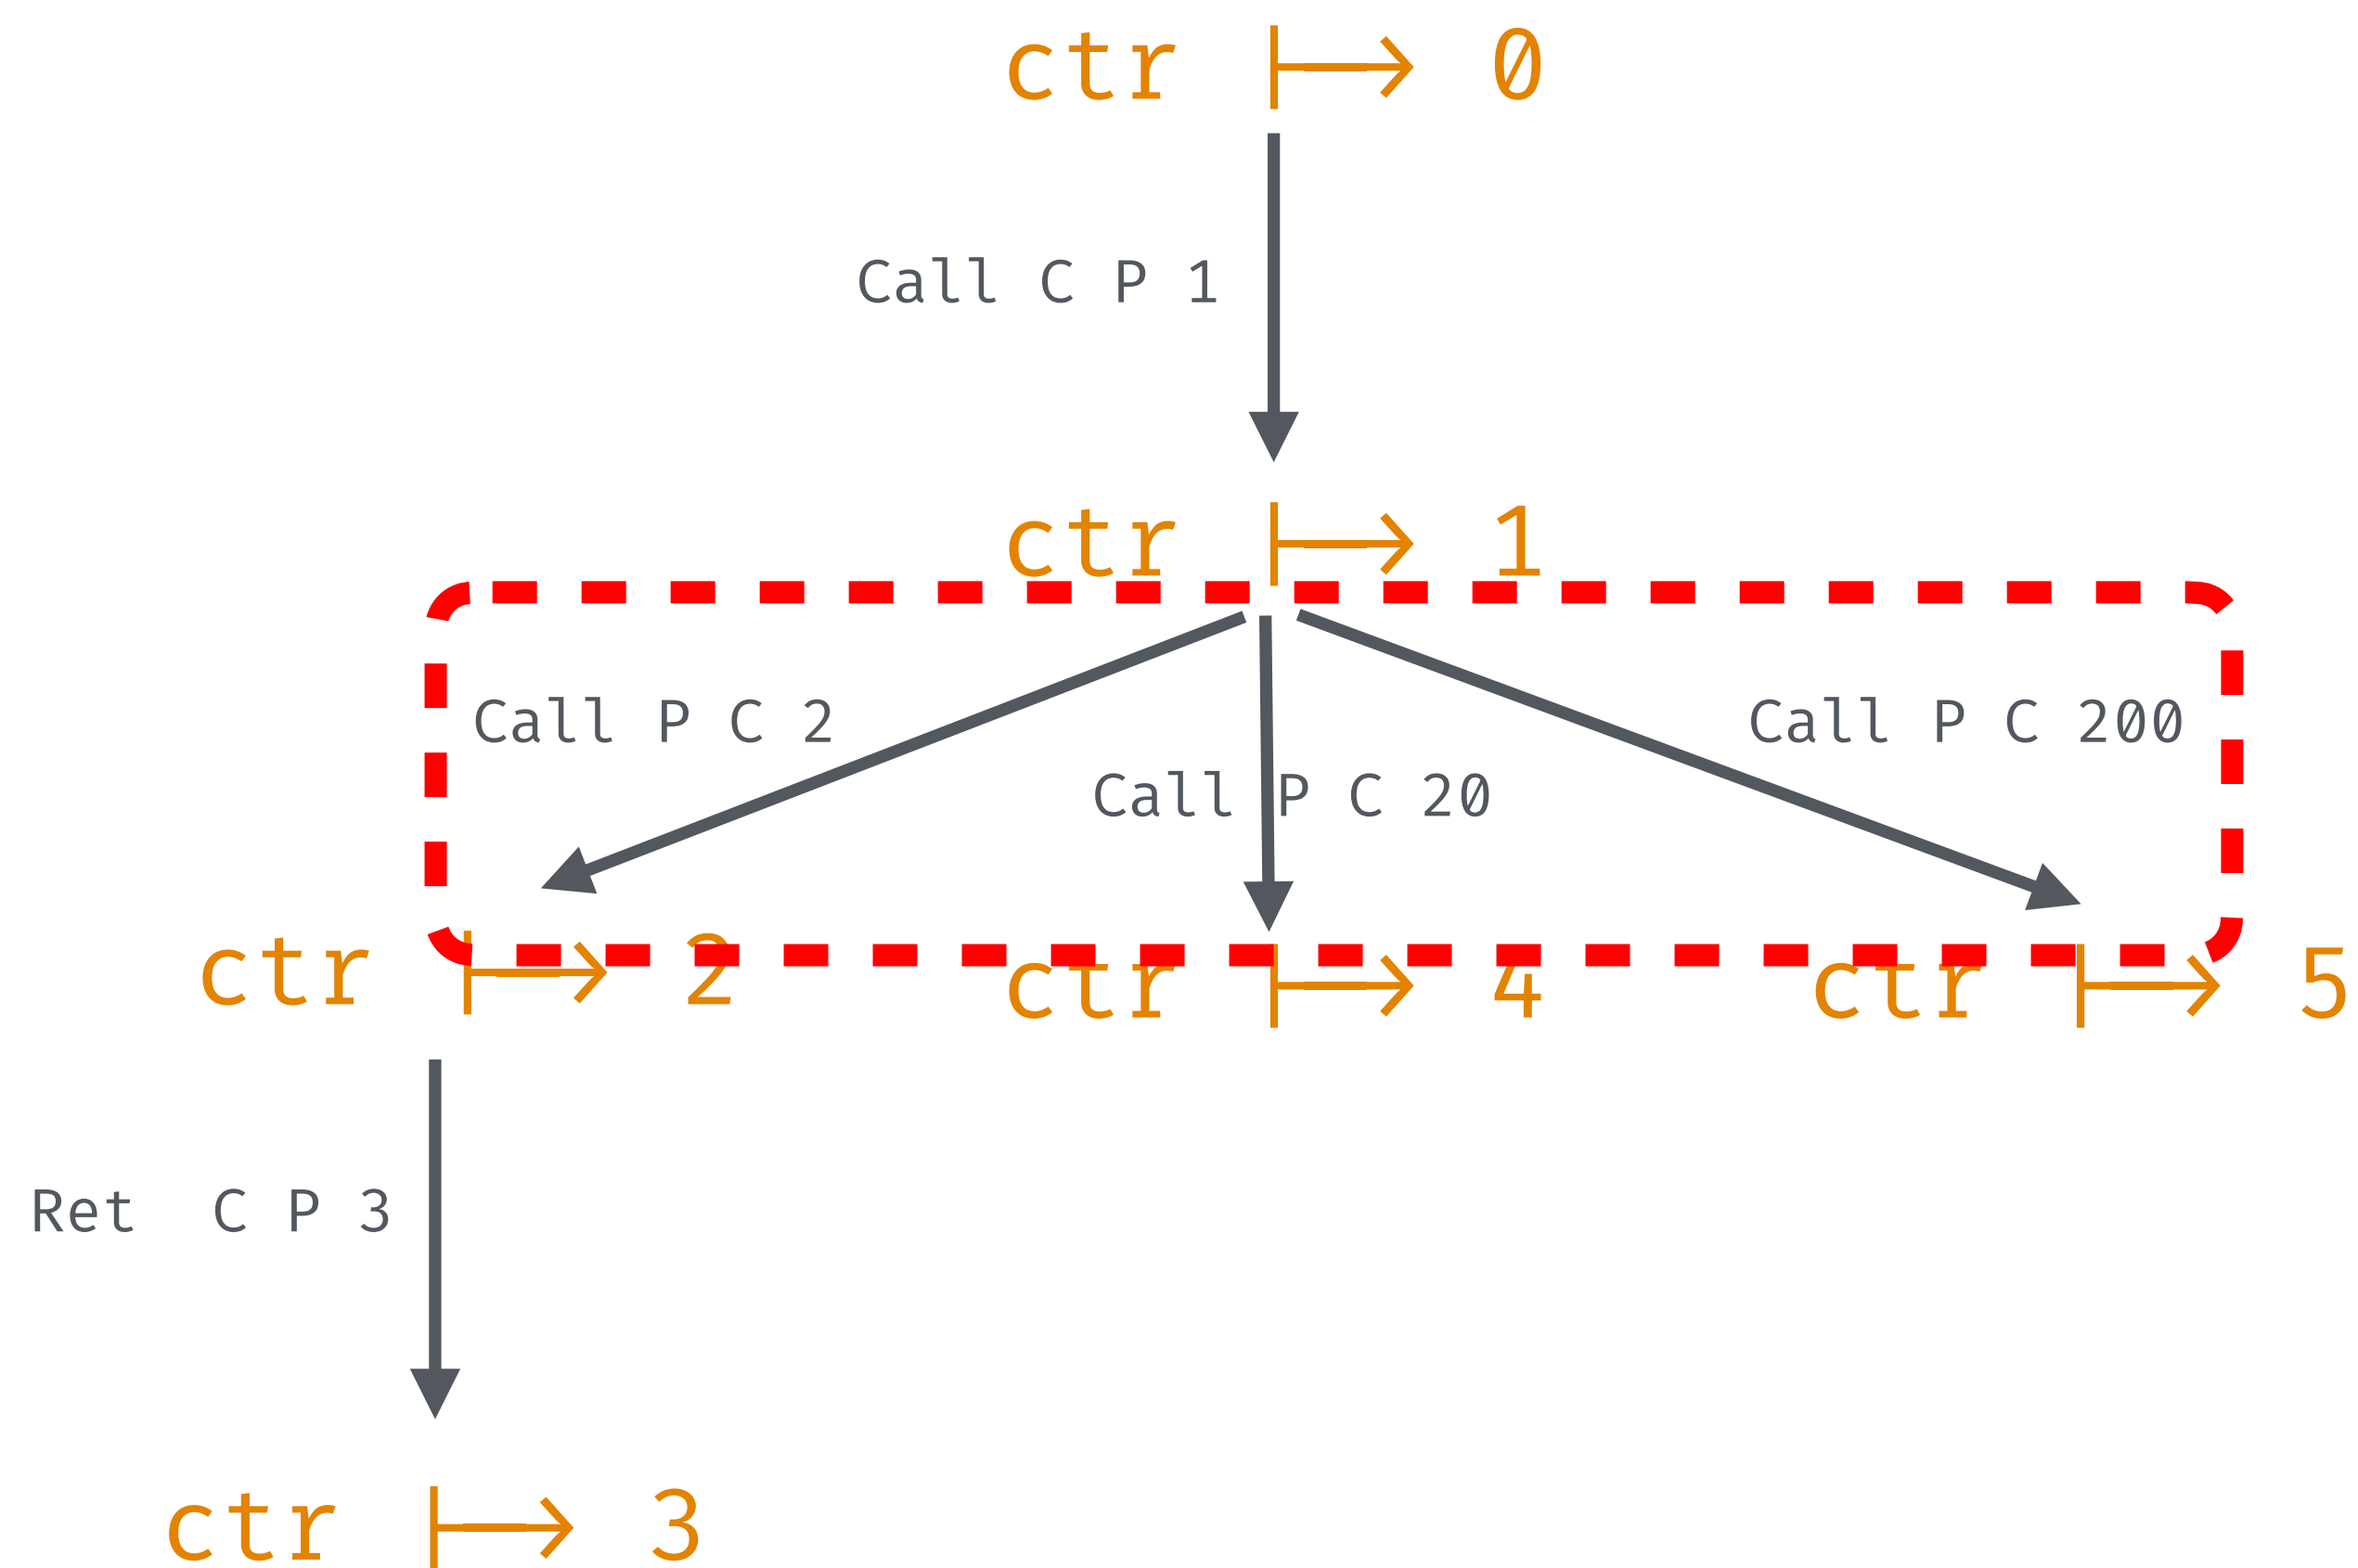 ctr ↦ 0
Call C P 1
ctr ↦ 1
Call P C 2
Call P C 200
Call P C 20
ctr ↦ 2
ctr ↦ 4
ctr ↦ 5
Ret C P 3
ctr ↦ 3